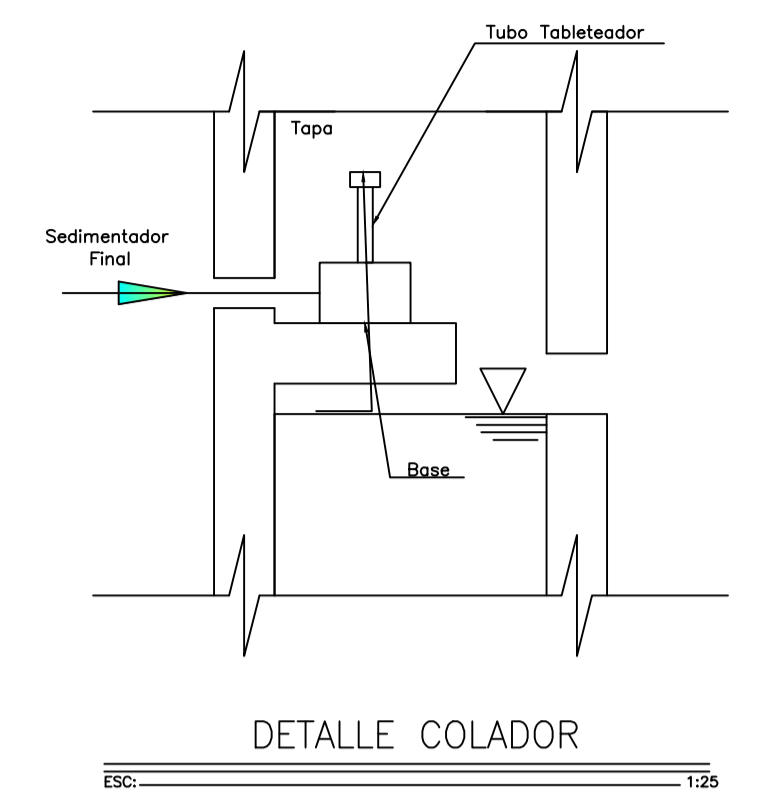 Tubo Tableteador
Tapa
Sedimentador
Final
Base
DETALLE COLADOR
ESC: 1:25